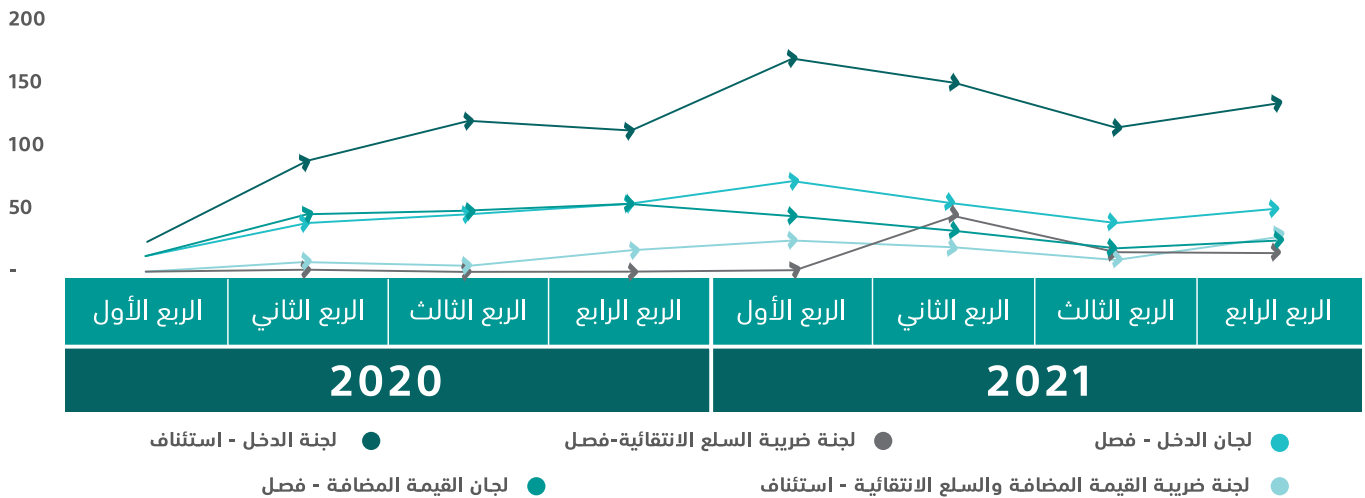 200
150
100
50
-
الربع الأول الربع الثاني الربع الثالث الربع الرابع الربع الأول الربع الثاني الربع الثالث الربع الرابع
2020 2021
لجان الدخل - فصل لجنة ضريبة السلع الانتقائية-فصل لجنة الدخل - استئناف
لجنة ضريبة القيمة المضافة والسلع الانتقائية - استئناف لجان القيمة المضافة - فصل